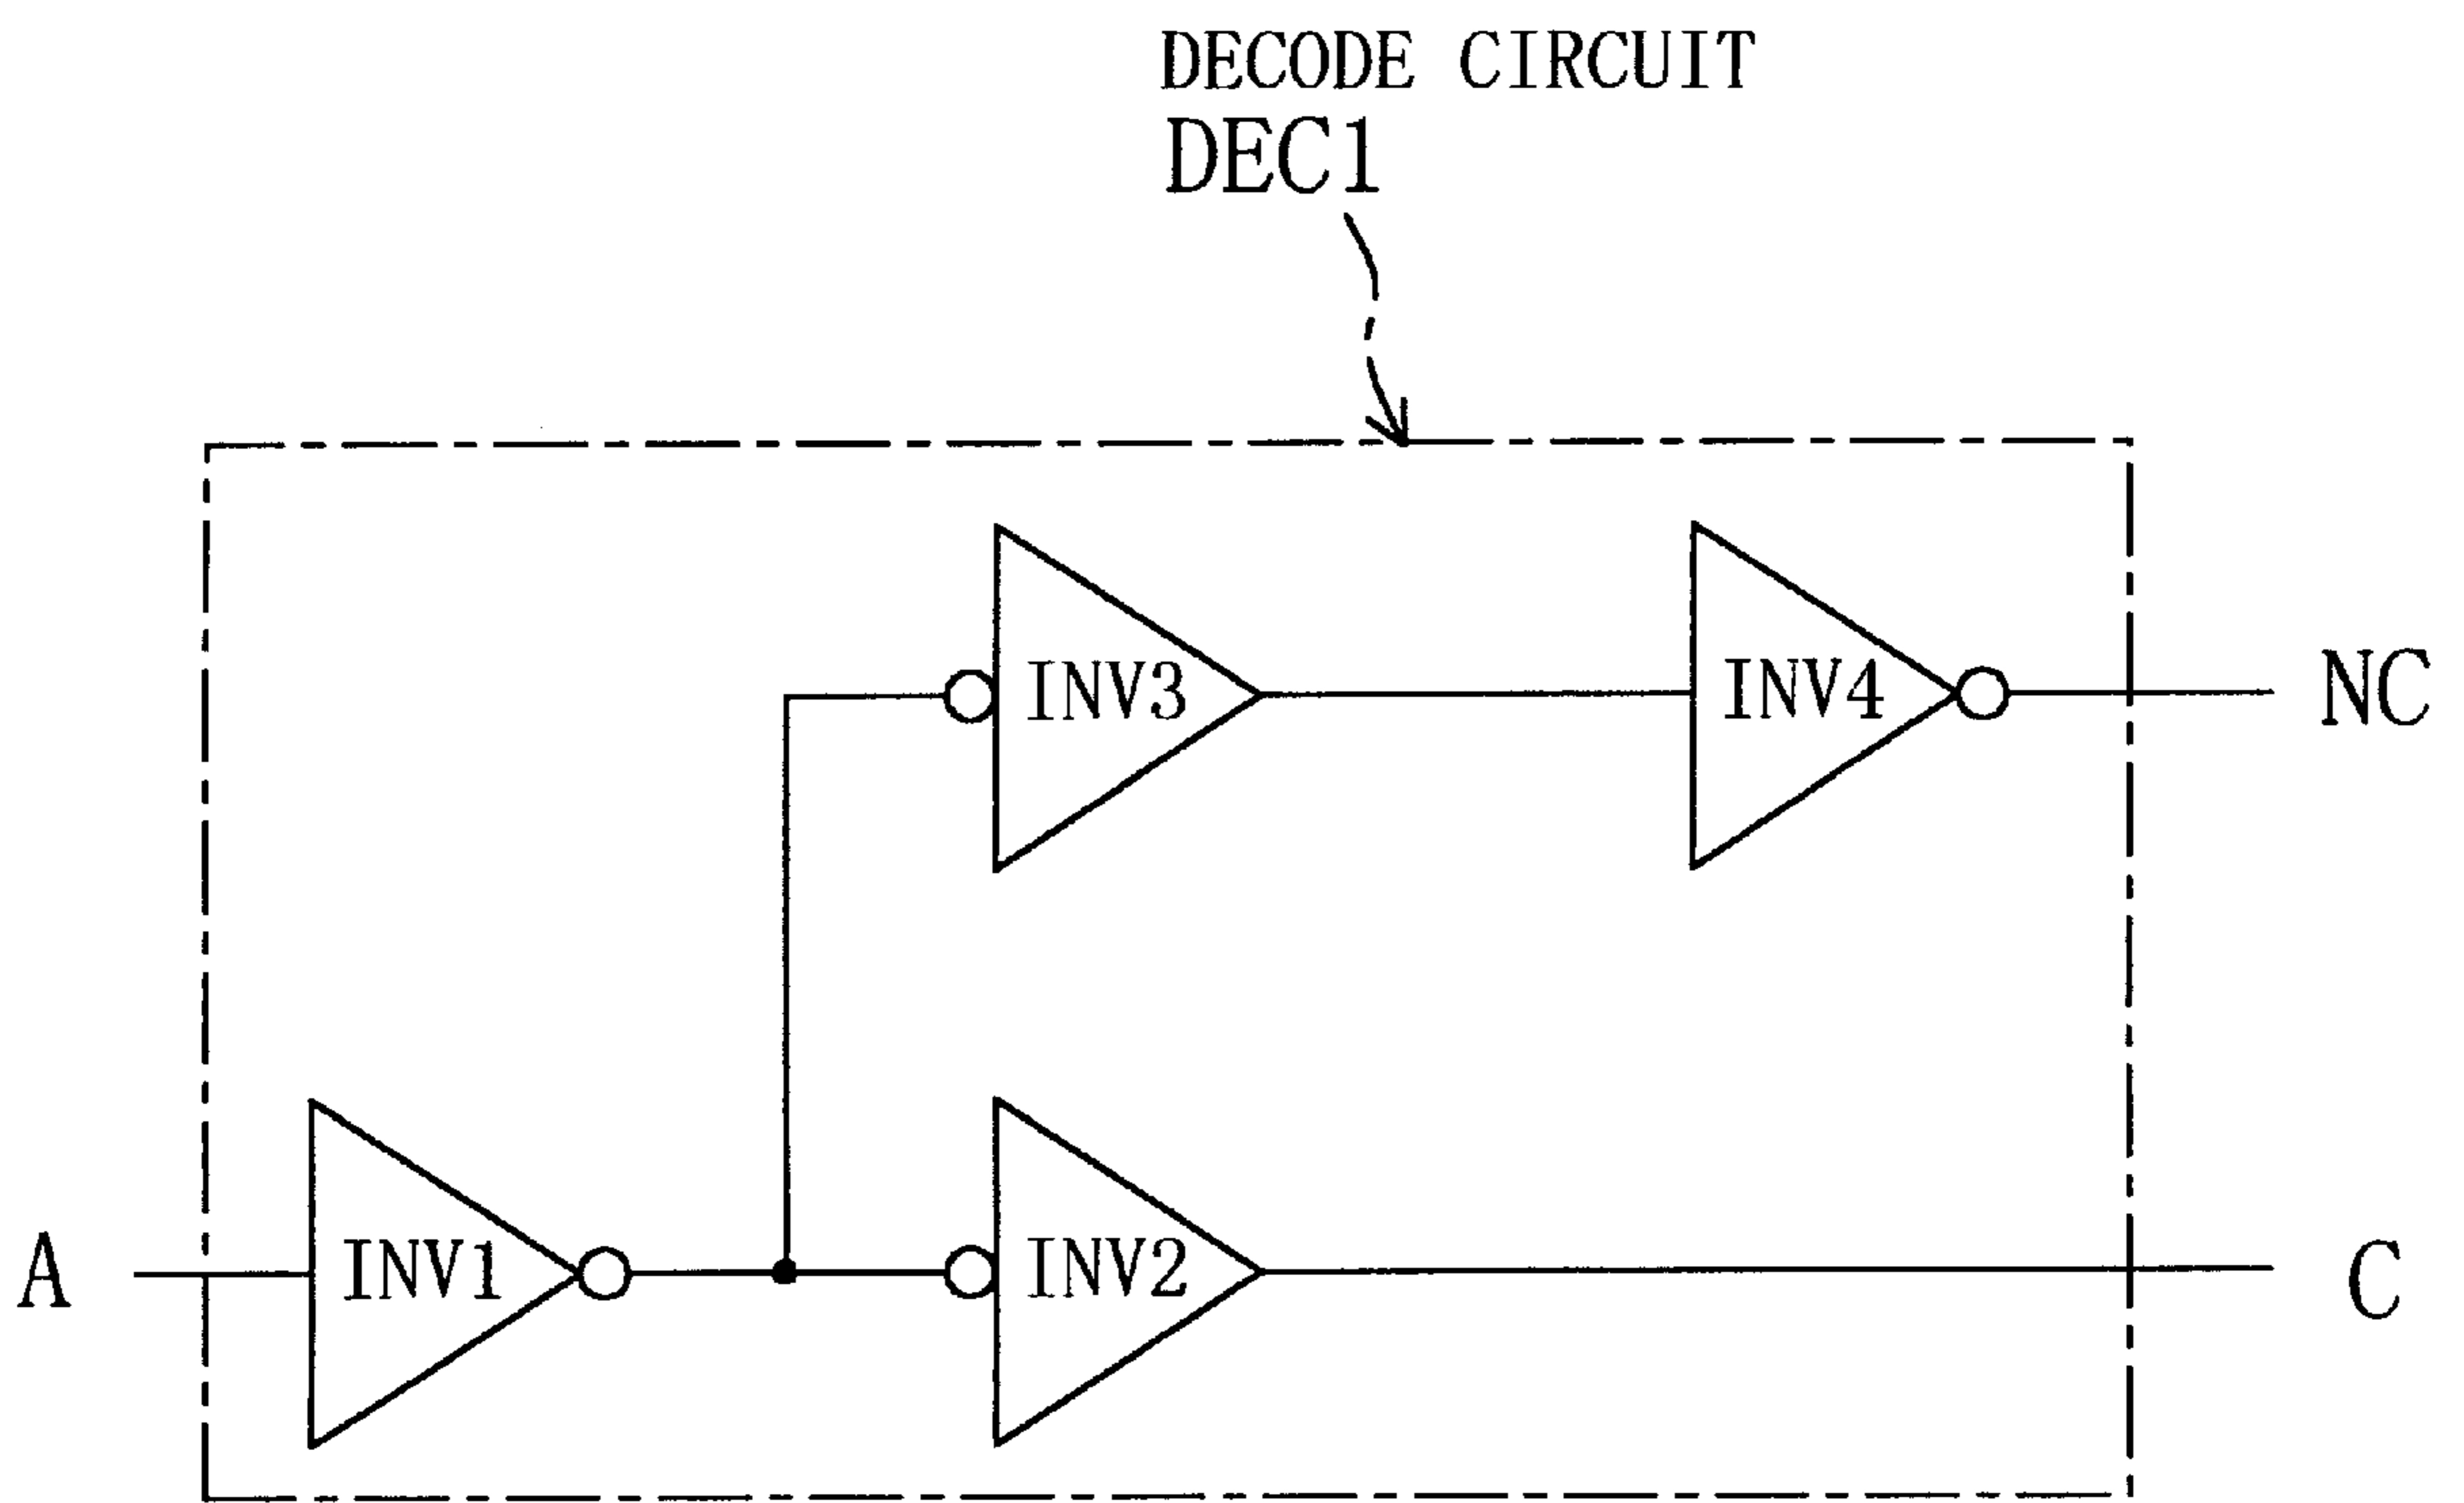 DECODE CIRCUIT
DEC1
INV3
INV4
NC
A
INV1
INV2
C